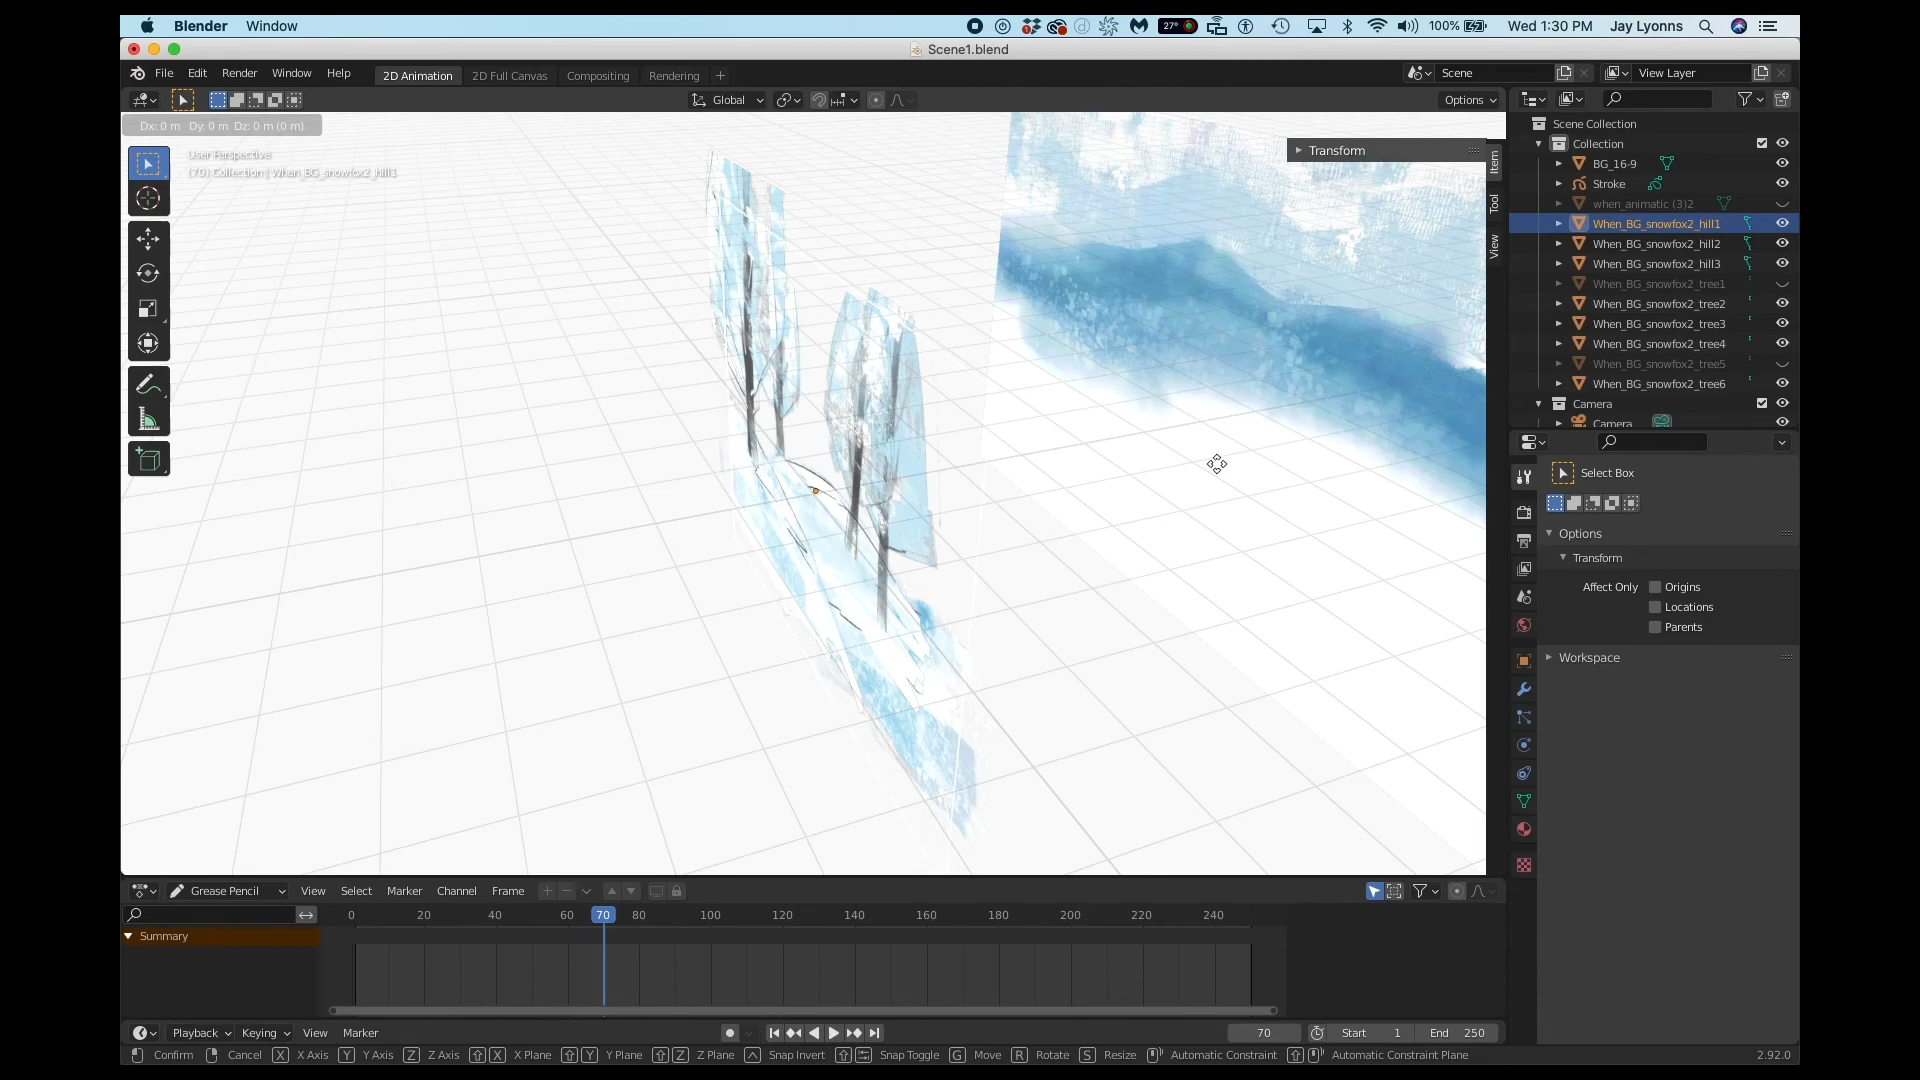 Blender Window 27° 100% Wed 1:30 PM Jay Lyonns
Scene1.blend
File Edit Render Window Help 2D Animation 2D Full Canvas Compositing Rendering + Scene View Layer
Global Options
Dx: 0 m Dy: 0 m Dz: 0 m (0 m)
User Perspective
(70) Collection | When_BG_snowfox2_hill1
Transform
Item
Tool
View
Scene Collection
Collection
BG_16-9
Stroke
when_animatic (3)2
When_BG_snowfox2_hill1
When_BG_snowfox2_hill2
When_BG_snowfox2_hill3
When_BG_snowfox2_tree1
When_BG_snowfox2_tree2
When_BG_snowfox2_tree3
When_BG_snowfox2_tree4
When_BG_snowfox2_tree5
When_BG_snowfox2_tree6
Camera
Camera
Select Box
Options
Transform
Affect Only Origins
Locations
Parents
Workspace
Grease Pencil View Select Marker Channel Frame
0 20 40 60 70 80 100 120 140 160 180 200 220 240
Summary
Playback Keying View Marker 70 Start 1 End 250
Confirm Cancel X X Axis Y Y Axis Z Z Axis X X Plane Y Y Plane Z Z Plane Snap Invert Snap Toggle G Move R Rotate S Resize Automatic Constraint Automatic Constraint Plane 2.92.0